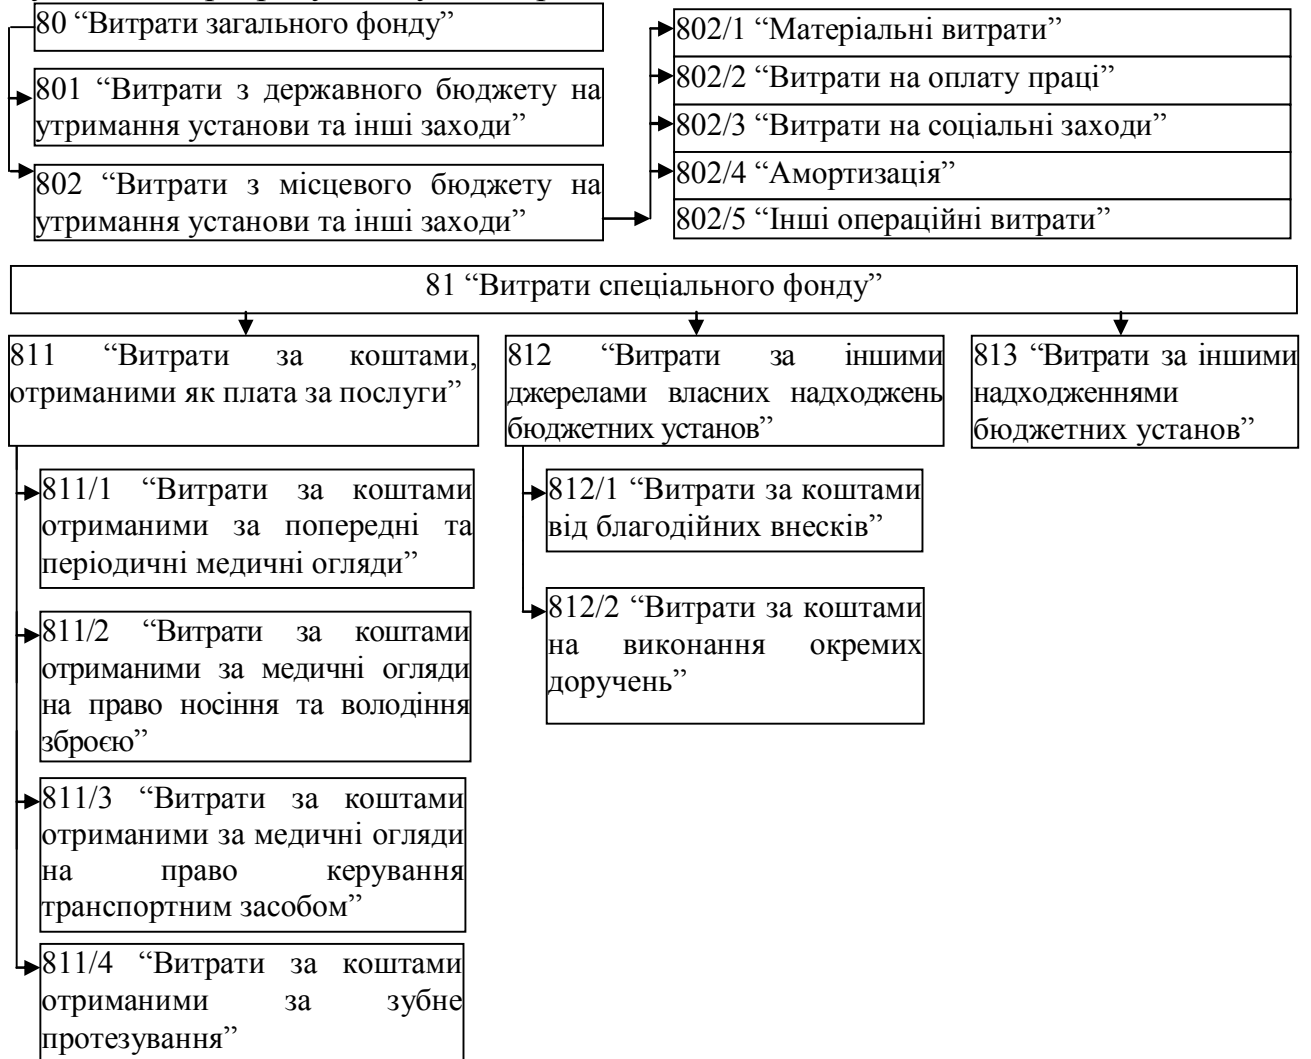 80 “Витрати загального фонду”
801 “Витрати з державного бюджету на
утримання установи та інші заходи”
802 “Витрати з місцевого бюджету на
утримання установи та інші заходи”
802/1 “Матеріальні витрати”
802/2 “Витрати на оплату праці”
802/3 “Витрати на соціальні заходи”
802/4 “Амортизація”
802/5 “Інші операційні витрати”
81 “Витрати спеціального фонду”
811 “Витрати за коштами,
отриманими як плата за послуги”
812 “Витрати за іншими
джерелами власних надходжень
бюджетних установ”
813 “Витрати за іншими
надходженнями
бюджетних установ”
811/1 “Витрати за коштами
отриманими за попередні та
періодичні медичні огляди”
811/2 “Витрати за коштами
отриманими за медичні огляди
на право носіння та володіння
зброєю”
811/3 “Витрати за коштами
отриманими за медичні огляди
на право керування
транспортним засобом”
811/4 “Витрати за коштами
отриманими за зубне
протезування”
812/1 “Витрати за коштами
від благодійних внесків”
812/2 “Витрати за коштами
на виконання окремих
доручень”